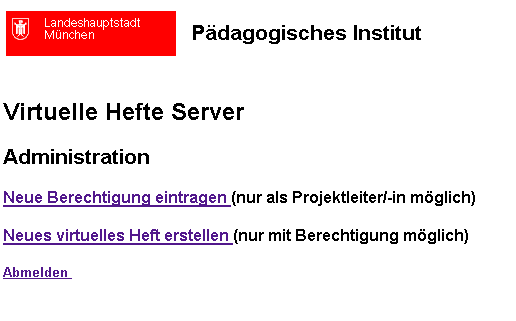 Landeshauptstadt
München
Pädagogisches Institut
Virtuelle Hefte Server
Administration
Neue Berechtigung eintragen (nur als Projektleiter/-in möglich)
Neues virtuelles Heft erstellen (nur mit Berechtigung möglich)
Abmelden